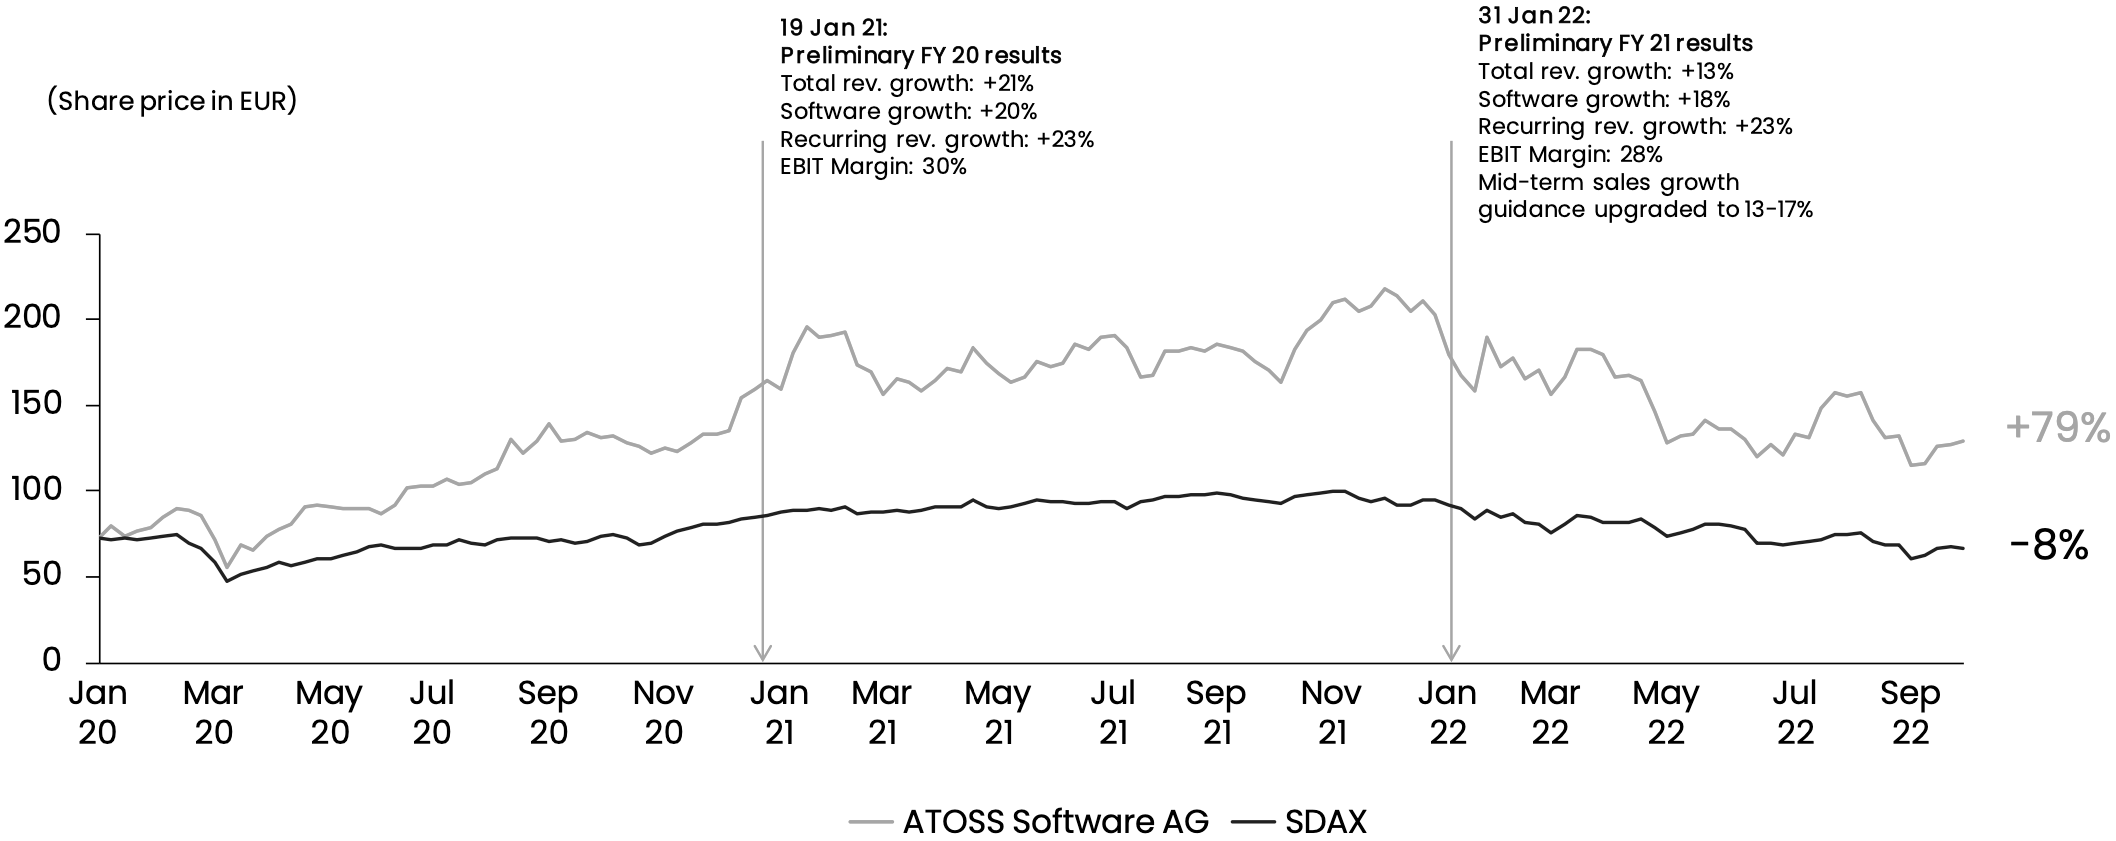 (Share price in EUR)
19 Jan 21:
Preliminary FY 20 results
Total rev. growth: +21%
Software growth: +20%
Recurring rev. growth: +23%
EBIT Margin: 30%
31 Jan 22:
Preliminary FY 21 results
Total rev. growth: +13%
Software growth: +18%
Recurring rev. growth: +23%
EBIT Margin: 28%
Mid-term sales growth
guidance upgraded to 13-17%
250
200
150
100
50
0
+79%
-8%
Jan Mar May Jul Sep Nov Jan Mar May Jul Sep Nov Jan Mar May Jul Sep
20 20 20 20 20 20 21 21 21 21 21 21 22 22 22 22 22
ATOSS Software AG SDAX